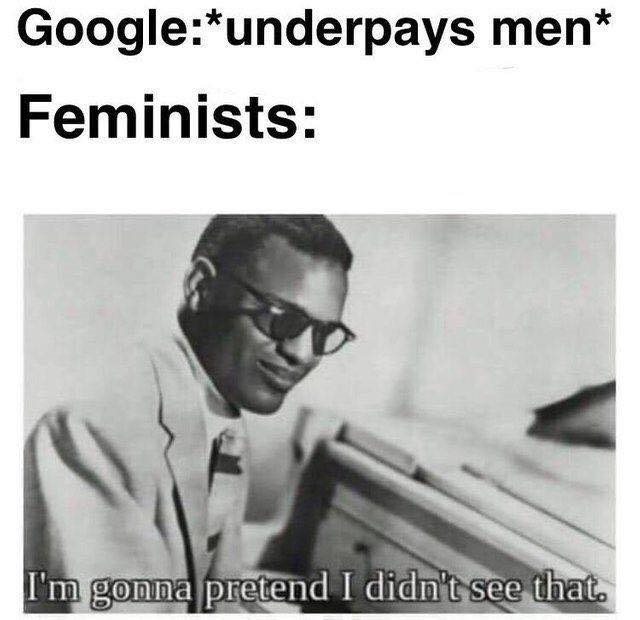 Google:*underpays men*
Feminists:
I'm gonna pretend I didn't see that.